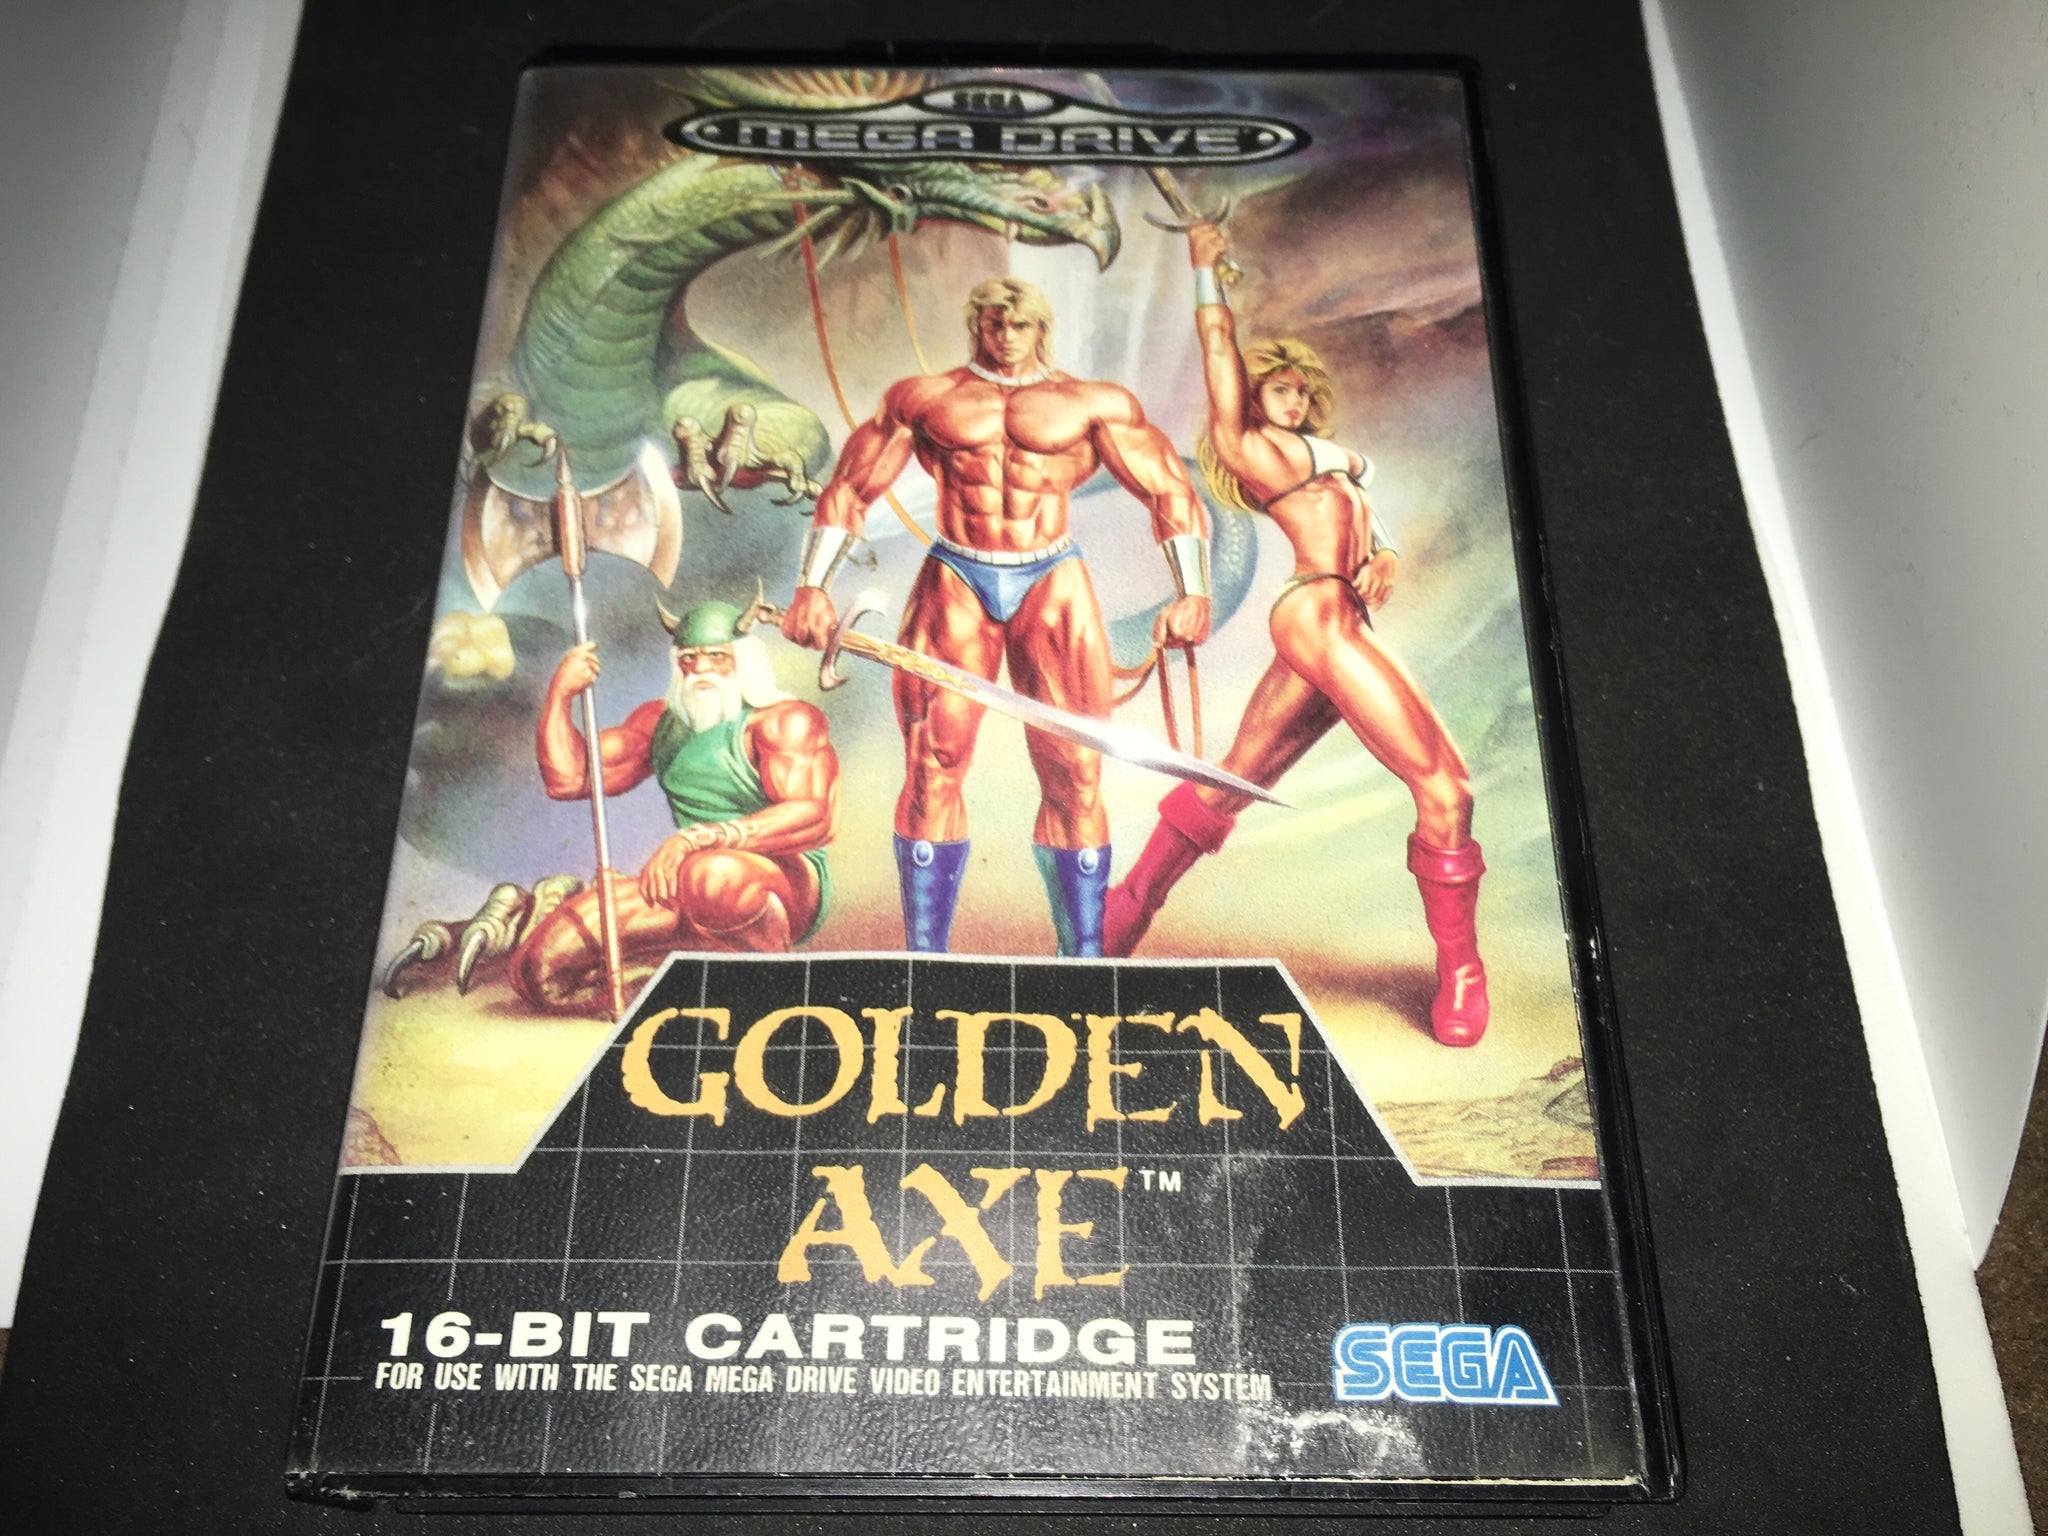 SEGA
MEGA DRIVE
GOLDEN
AXE™
16-BIT CARTRIDGE
FOR USE WITH THE SEGA MEGA DRIVE VIDEO ENTERTAINMENT SYSTEM
SEGA